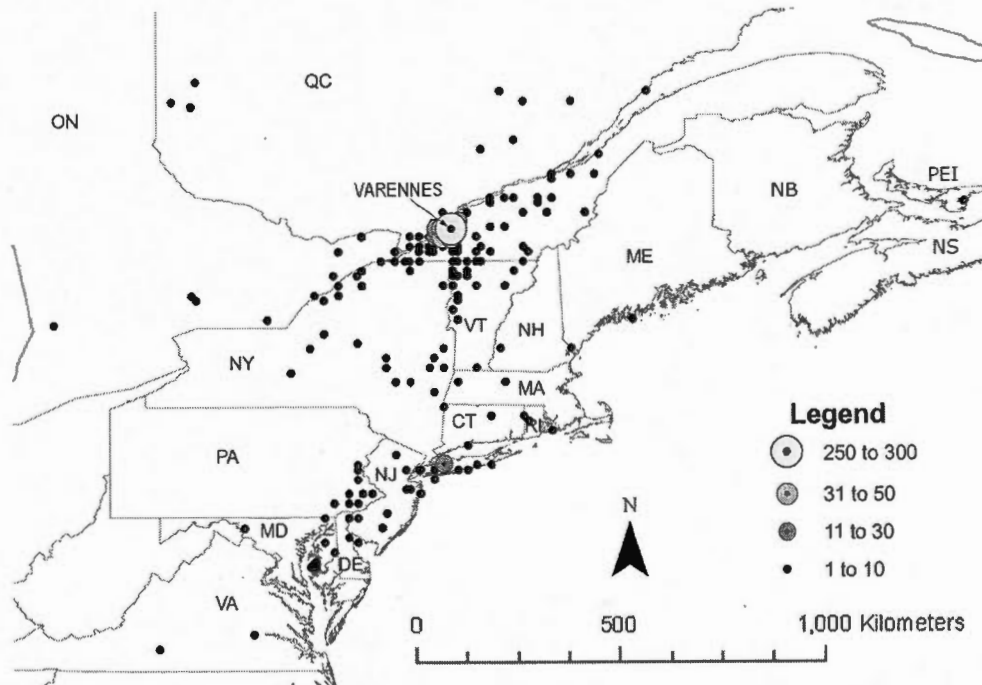 QC
ON
VARENNES
NB
PEI
NS
ME
VT
NH
NY
MA
CT
RI
PA
NJ
MD
DE
VA
N
Legend
250 to 300
31 to 50
11 to 30
1 to 10
0 500 1,000 Kilometers